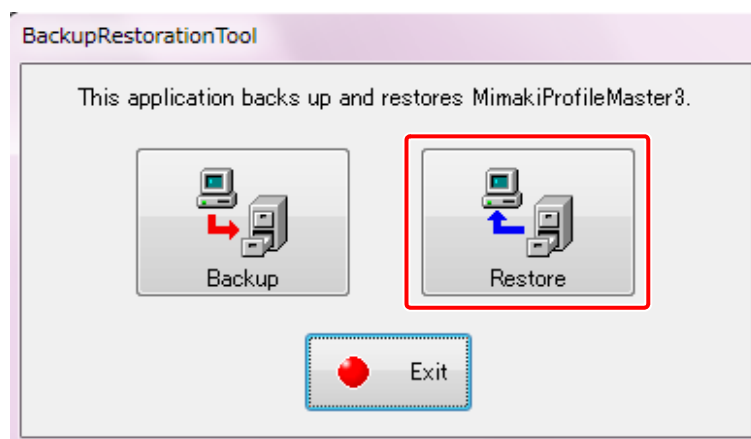 BackupRestorationTool
This application backs up and restores MimakiProfileMaster3.
Backup
Restore
Exit